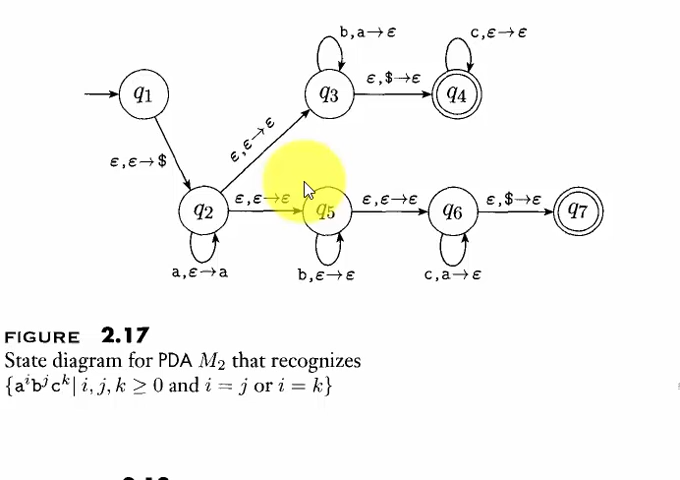 b,a→ε
c,ε→ε
q1
q3
ε,$→ε
q4
ε,ε→$
ε,ε→ε
q2
ε,ε→ε
q5
ε,ε→ε
q6
ε,$→ε
q7
a,ε→a
b,ε→ε
c,a→ε
FIGURE 2.17
State diagram for PDA M₂ that recognizes
{aⁱbʲcᵏ| i, j, k ≥ 0 and i = j or i = k}